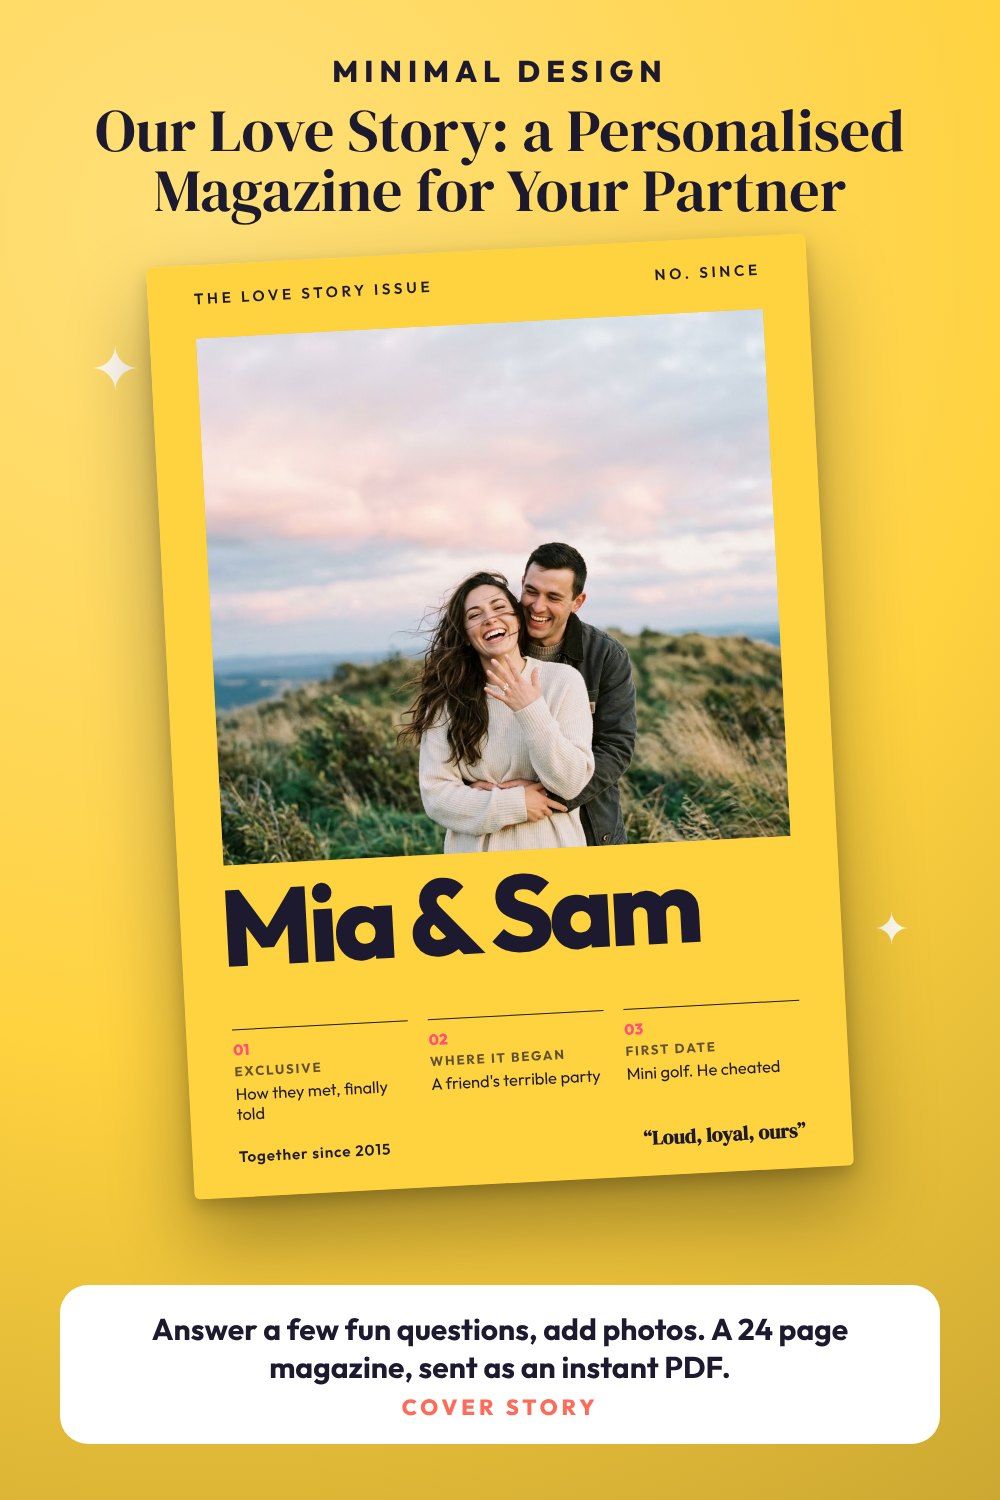 MINIMAL DESIGN
Our Love Story: a Personalised
Magazine for Your Partner
THE LOVE STORY ISSUE
NO. SINCE
Mia & Sam
01
EXCLUSIVE
How they met, finally
told
02
WHERE IT BEGAN
A friend's terrible party
03
FIRST DATE
Mini golf. He cheated
Together since 2015
“Loud, loyal, ours”
Answer a few fun questions, add photos. A 24 page
magazine, sent as an instant PDF.
COVER STORY